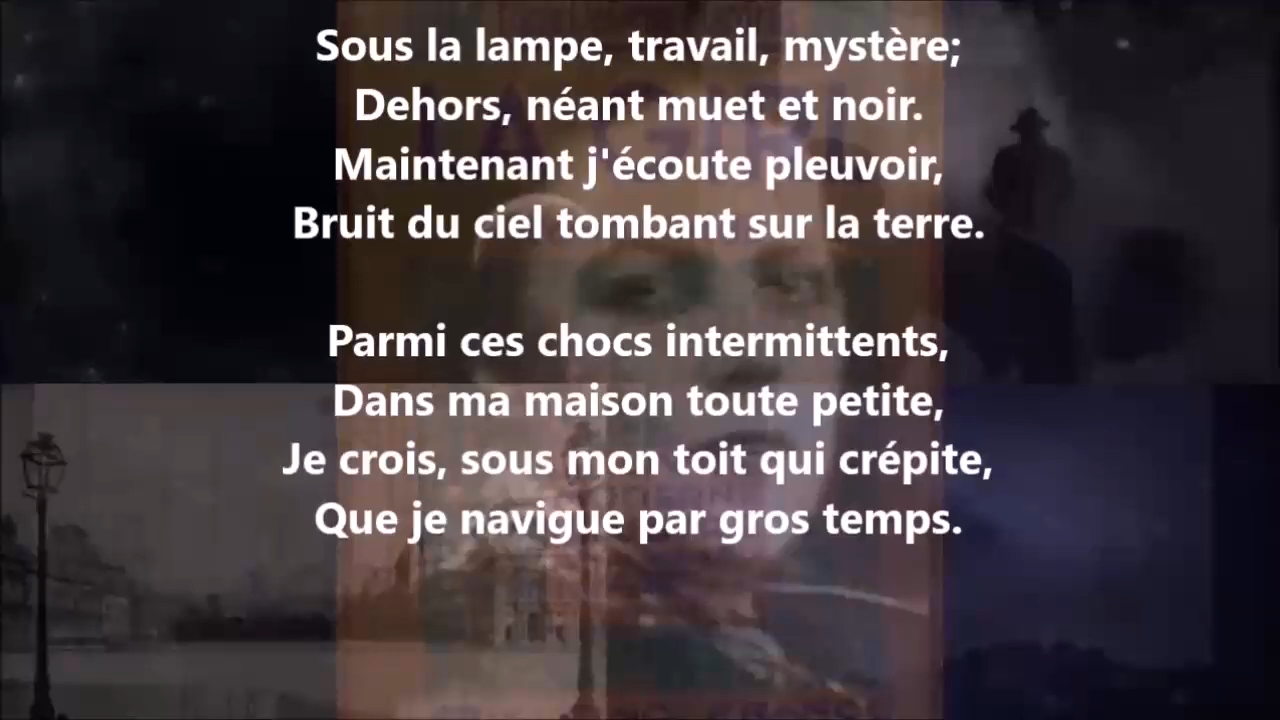 Sous la lampe, travail, mystère;
Dehors, néant muet et noir.
Maintenant j'écoute pleuvoir,
Bruit du ciel tombant sur la terre.
Parmi ces chocs intermittents,
Dans ma maison toute petite,
Je crois, sous mon toit qui crépite,
Que je navigue par gros temps.